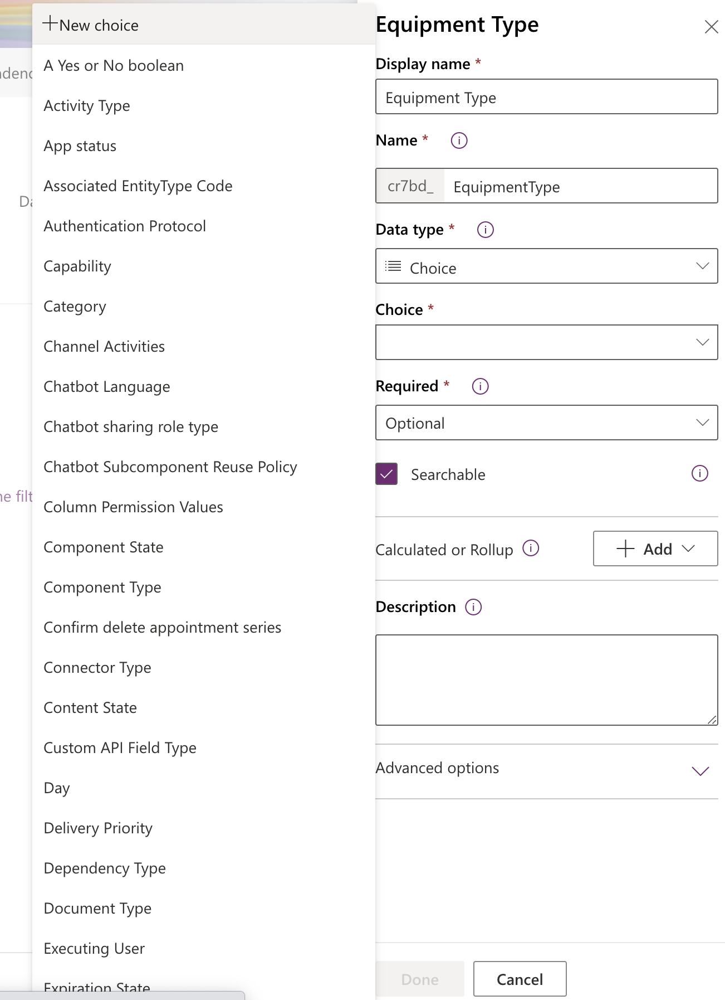 New choice
A Yes or No boolean
Activity Type
App status
Associated EntityType Code
Authentication Protocol
Capability
Category
Channel Activities
Chatbot Language
Chatbot sharing role type
Chatbot Subcomponent Reuse Policy
Column Permission Values
Component State
Component Type
Confirm delete appointment series
Connector Type
Content State
Custom API Field Type
Day
Delivery Priority
Dependency Type
Document Type
Executing User
Expiration State
Equipment Type
Display name *
Equipment Type
Name *
cr7bd_ EquipmentType
Data type *
Choice
Choice *
Required *
Optional
Searchable
Calculated or Rollup
Add
Description
Advanced options
Done
Cancel